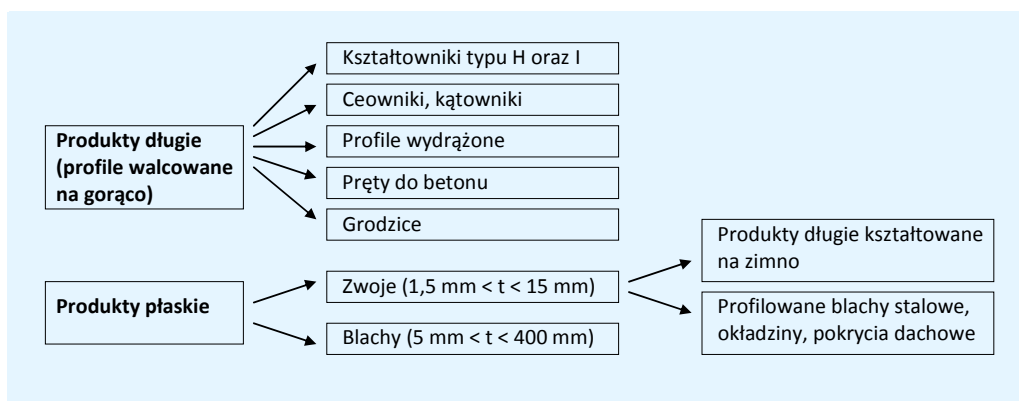 Kształtowniki typu H oraz I
Ceowniki, kątowniki
Produkty długie
(profile walcowane
na gorąco)
Profile wydrążone
Pręty do betonu
Grodzice
Produkty długie kształtowane
na zimno
Produkty płaskie
Zwoje (1,5 mm < t < 15 mm)
Profilowane blachy stalowe,
okładziny, pokrycia dachowe
Blachy (5 mm < t < 400 mm)